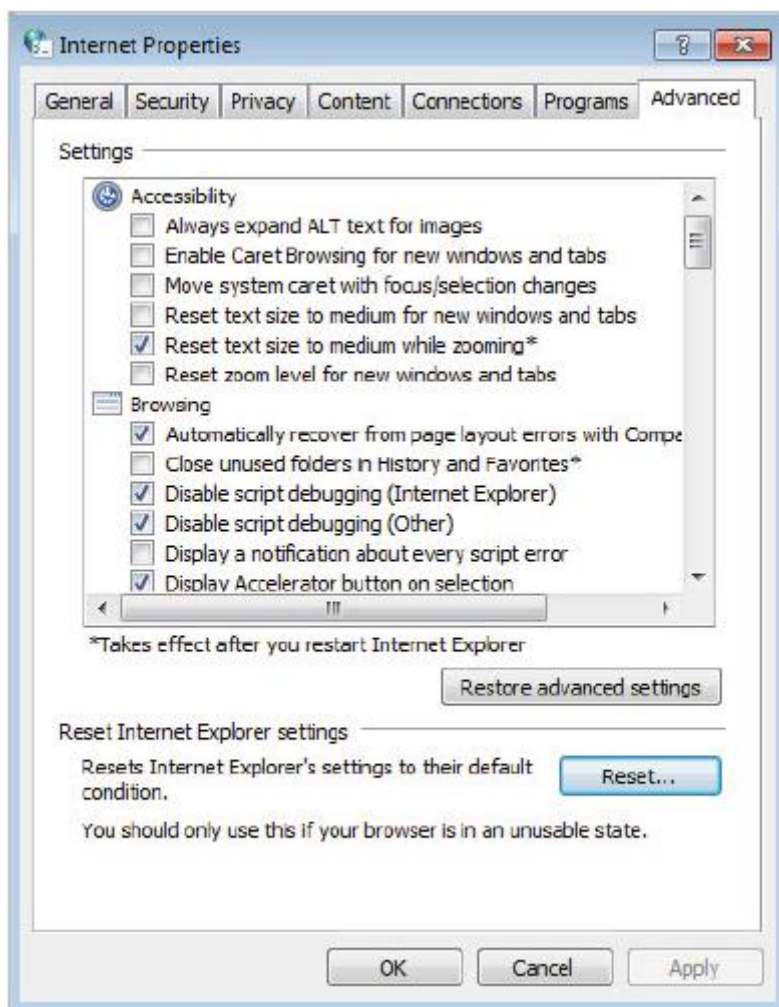 Internet Properties
General Security Privacy Content Connections Programs Advanced
Settings
Accessibility
Always expand ALT text for images
Enable Caret Browsing for new windows and tabs
Move system caret with focus/selection changes
Reset text size to medium for new windows and tabs
Reset text size to medium while zooming*
Reset zoom level for new windows and tabs
Browsing
Automatically recover from page layout errors with Compa
Close unused folders in History and Favorites*
Disable script debugging (Internet Explorer)
Disable script debugging (Other)
Display a notification about every script error
Display Accelerator button on selection
*Takes effect after you restart Internet Explorer
Restore advanced settings
Reset Internet Explorer settings
Resets Internet Explorer's settings to their default
condition.
Reset...
You should only use this if your browser is in an unusable state.
OK Cancel Apply